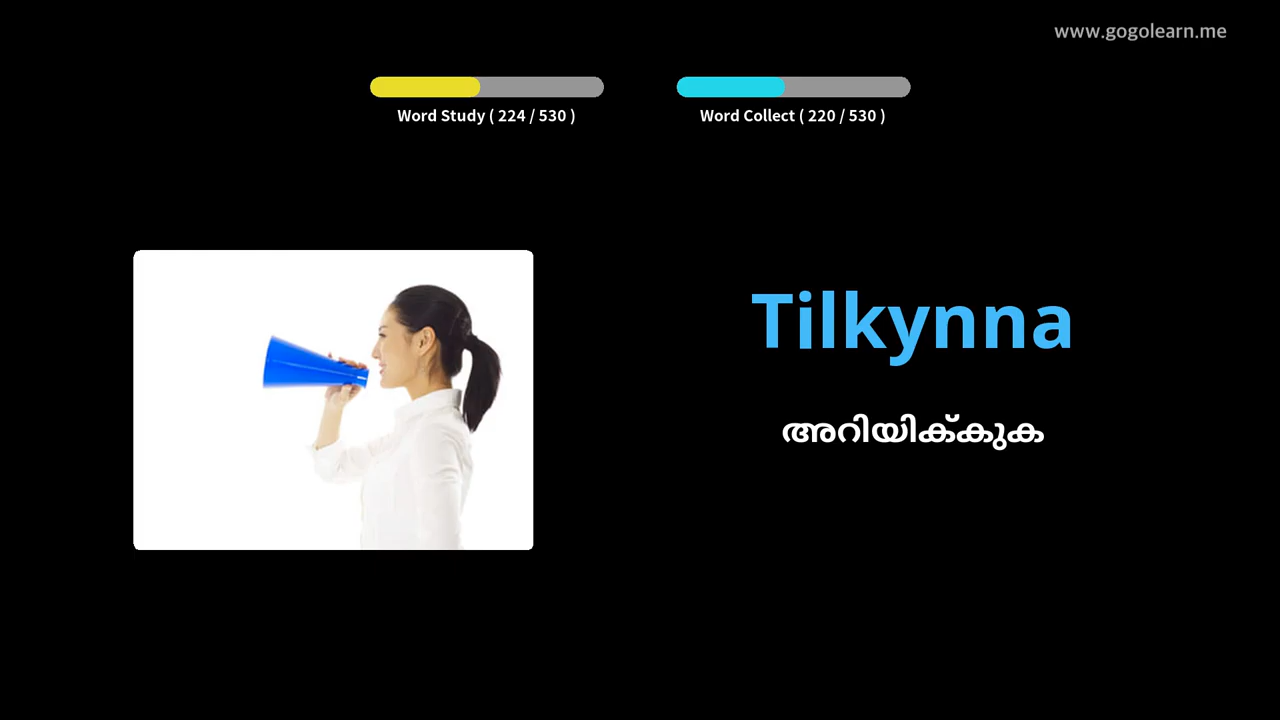 www.gogolearn.me
Word Study ( 224 / 530 )
Word Collect ( 220 / 530 )
Tilkynna
അറിയിക്കുക